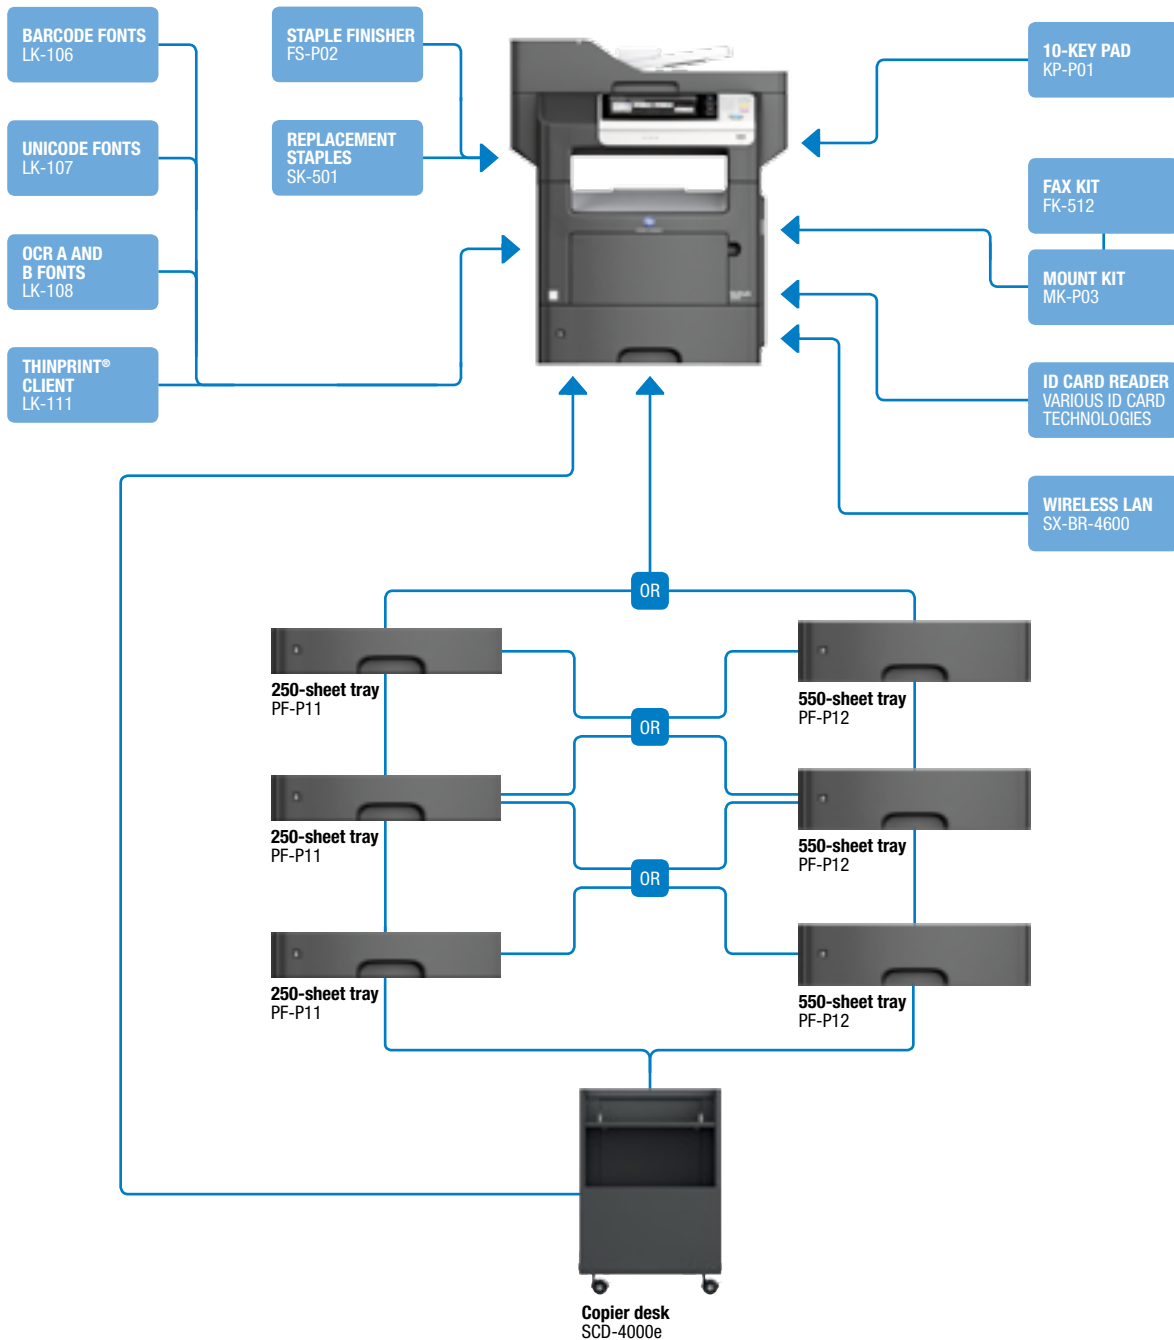 BARCODE FONTS
LK-106
UNICODE FONTS
LK-107
OCR A AND
B FONTS
LK-108
THINPRINT®
CLIENT
LK-111
STAPLE FINISHER
FS-P02
REPLACEMENT
STAPLES
SK-501
10-KEY PAD
KP-P01
FAX KIT
FK-512
MOUNT KIT
MK-P03
ID CARD READER
VARIOUS ID CARD
TECHNOLOGIES
WIRELESS LAN
SX-BR-4600
OR
250-sheet tray
PF-P11
550-sheet tray
PF-P12
OR
250-sheet tray
PF-P11
550-sheet tray
PF-P12
OR
250-sheet tray
PF-P11
550-sheet tray
PF-P12
Copier desk
SCD-4000e